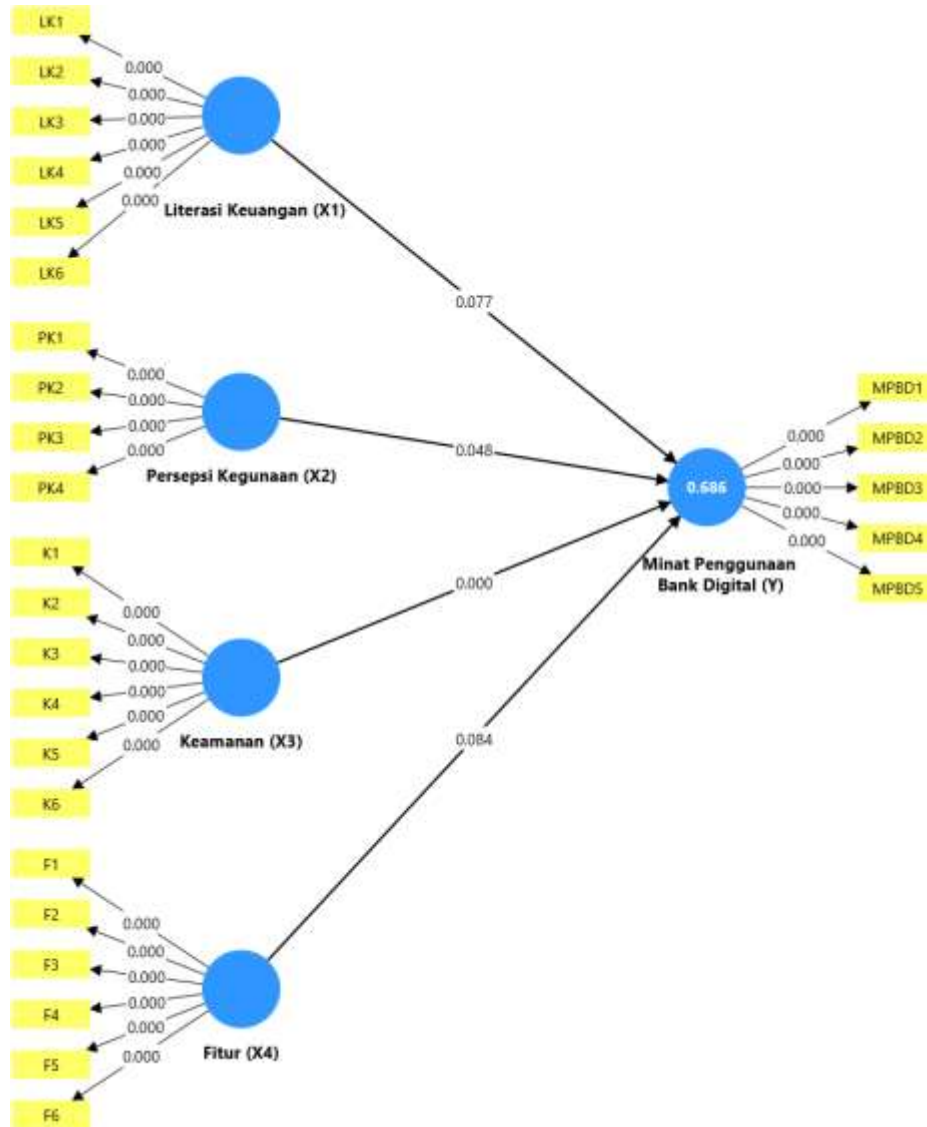 LK1
0.000
LK2
0.000
LK3
0.000
LK4
0.000
LK5
0.000
LK6
0.000
Literasi Keuangan (X1)
0.077
PK1
0.000
PK2
0.000
PK3
0.000
PK4
0.000
Persepsi Kegunaan (X2)
0.048
K1
0.000
K2
0.000
K3
0.000
K4
0.000
K5
0.000
K6
0.000
Keamanan (X3)
0.000
F1
0.000
F2
0.000
F3
0.000
F4
0.000
F5
0.000
F6
0.000
Fitur (X4)
0.084
0.686
Minat Penggunaan
Bank Digital (Y)
MPBD1
0.000
MPBD2
0.000
MPBD3
0.000
MPBD4
0.000
MPBD5
0.000